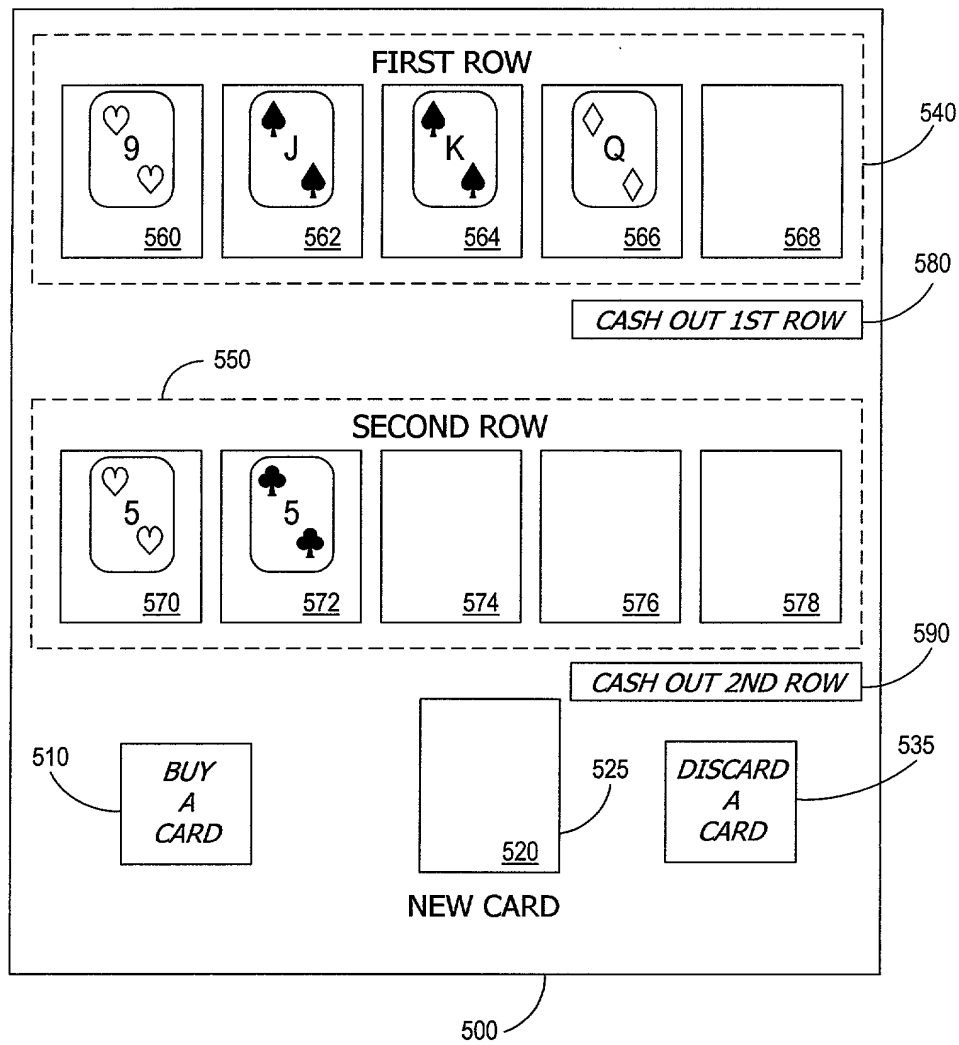 FIRST ROW
9 J K Q
560 562 564 566 568
540
580
CASH OUT 1ST ROW
550
SECOND ROW
5 5
570 572 574 576 578
590
CASH OUT 2ND ROW
510
BUY
A
CARD
525
535
DISCARD
A
CARD
520
NEW CARD
500